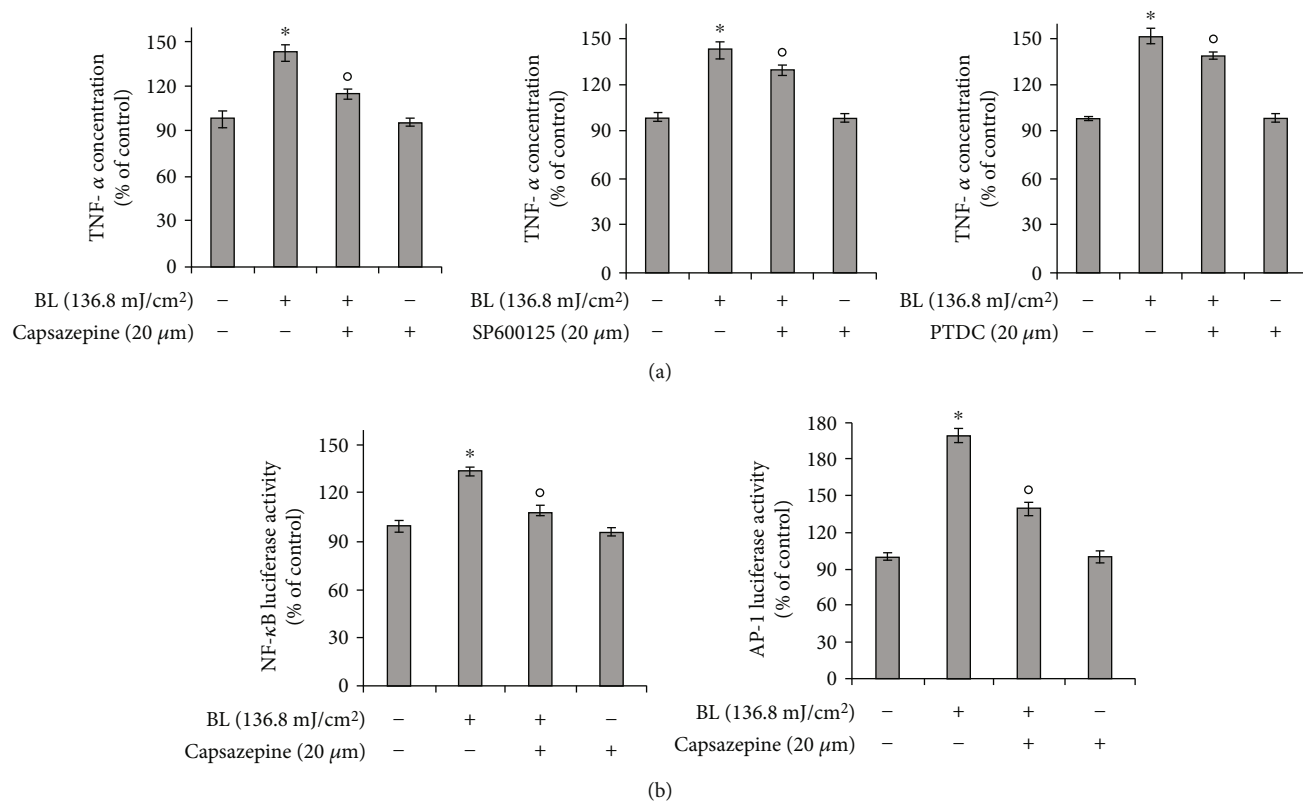 TNF- α concentration
(% of control)
150
120
90
60
30
0
*
°
BL (136.8 mJ/cm²) − + + −
Capsazepine (20 μm) − − + +
TNF- α concentration
(% of control)
150
120
90
60
30
0
*
°
BL (136.8 mJ/cm²) − + + −
SP600125 (20 μm) − − + +
TNF- α concentration
(% of control)
150
120
90
60
30
0
*
°
BL (136.8 mJ/cm²) − + + −
PTDC (20 μm) − − + +
(a)
NF-κB luciferase activity
(% of control)
150
120
90
60
30
0
*
°
BL (136.8 mJ/cm²) − + + −
Capsazepine (20 μm) − − + +
AP-1 luciferase activity
(% of control)
180
180
150
120
90
60
30
0
*
°
BL (136.8 mJ/cm²) − + + −
Capsazepine (20 μm) − − + +
(b)